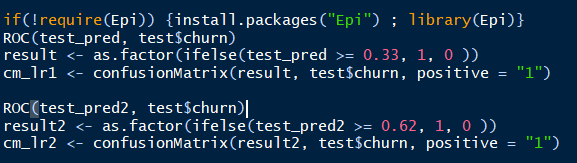 if(!require(Epi)) {install.packages("Epi") ; library(Epi)}
ROC(test_pred, test$churn)
result <- as.factor(ifelse(test_pred >= 0.33, 1, 0 ))
cm_lr1 <- confusionMatrix(result, test$churn, positive = "1")
ROC(test_pred2, test$churn)
result2 <- as.factor(ifelse(test_pred2 >= 0.62, 1, 0 ))
cm_lr2 <- confusionMatrix(result2, test$churn, positive = "1")